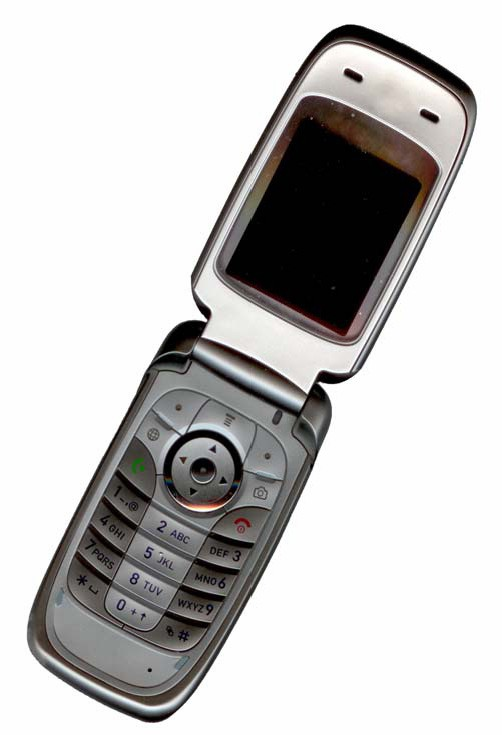 1 -,@
2 ABC
DEF 3
4 GHI
5 JKL
MNO 6
7 PQRS
8 TUV
WXYZ 9
* ␣
0 +↑
#